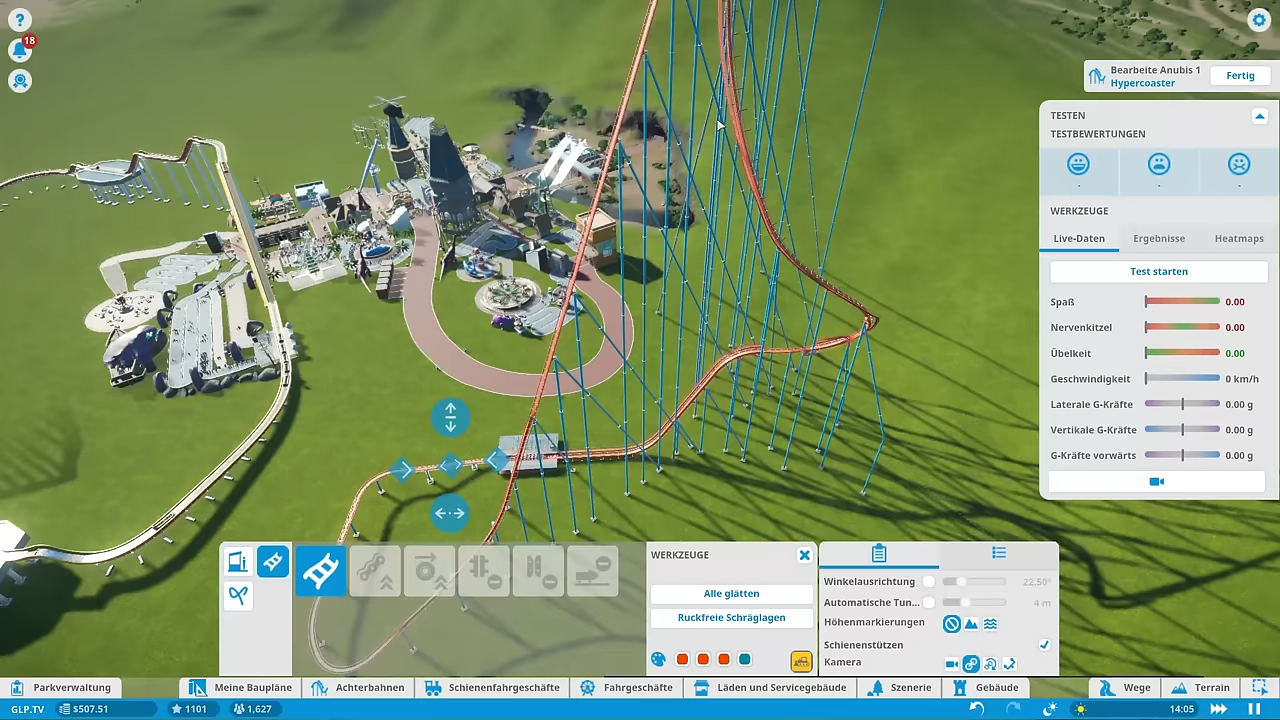 ?
18
Bearbeite Anubis 1
Hypercoaster
Fertig
TESTEN
TESTBEWERTUNGEN
- - -
WERKZEUGE
Live-Daten Ergebnisse Heatmaps
Test starten
Spaß 0.00
Nervenkitzel 0.00
Übelkeit 0.00
Geschwindigkeit 0 km/h
Laterale G-Kräfte 0.00 g
Vertikale G-Kräfte 0.00 g
G-Kräfte vorwärts 0.00 g
WERKZEUGE
Alle glätten
Ruckfreie Schräglagen
Winkelausrichtung 22.50°
Automatische Tun... 4 m
Höhenmarkierungen
Schienenstützen
Kamera
Parkverwaltung Meine Baupläne Achterbahnen Schienenfahrgeschäfte Fahrgeschäfte Läden und Servicegebäude Szenerie Gebäude Wege Terrain
GLP.TV $507.51 1101 1,627 14:05